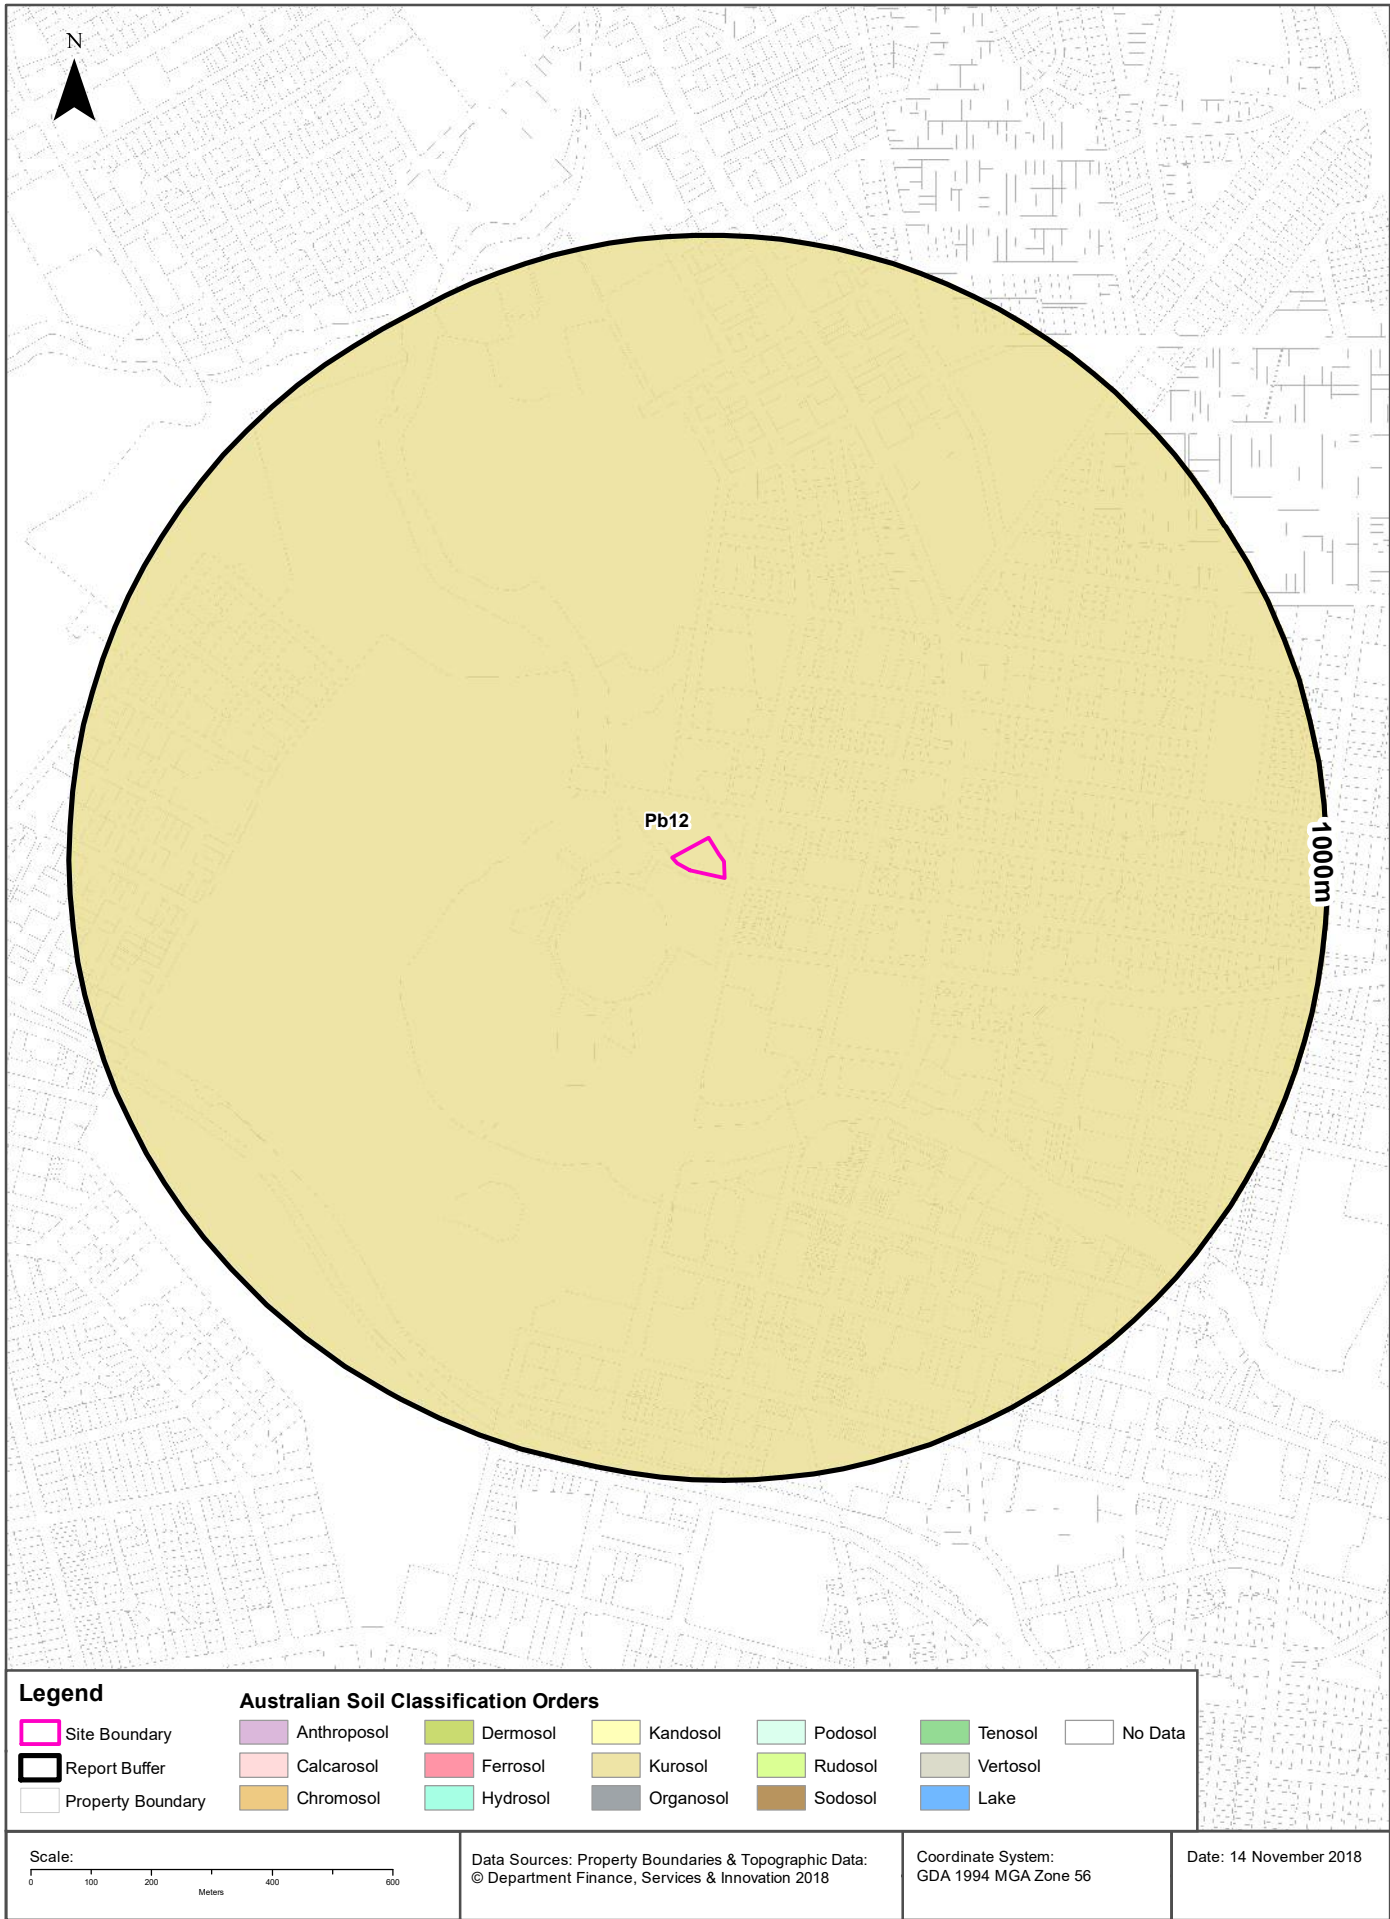 N
Pb12
1000m
Legend
Site Boundary
Report Buffer
Property Boundary
Australian Soil Classification Orders
Anthroposol
Calcarosol
Chromosol
Dermosol
Ferrosol
Hydrosol
Kandosol
Kurosol
Organosol
Podosol
Rudosol
Sodosol
Tenosol
Vertosol
Lake
No Data
Scale:
0 100 200 400 600
Meters
Data Sources: Property Boundaries & Topographic Data:
© Department Finance, Services & Innovation 2018
Coordinate System:
GDA 1994 MGA Zone 56
Date: 14 November 2018